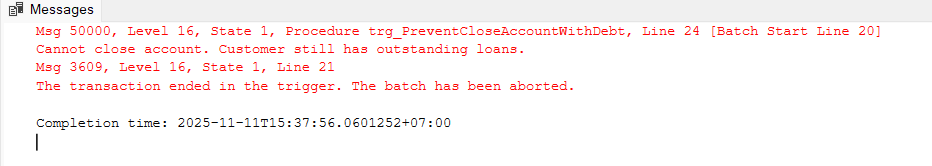 Messages
Msg 50000, Level 16, State 1, Procedure trg_PreventCloseAccountWithDebt, Line 24 [Batch Start Line 20]
Cannot close account. Customer still has outstanding loans.
Msg 3609, Level 16, State 1, Line 21
The transaction ended in the trigger. The batch has been aborted.
Completion time: 2025-11-11T15:37:56.0601252+07:00